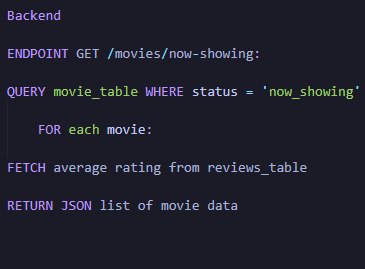 Backend
ENDPOINT GET /movies/now-showing:
QUERY movie_table WHERE status = 'now_showing'
FOR each movie:
FETCH average rating from reviews_table
RETURN JSON list of movie data